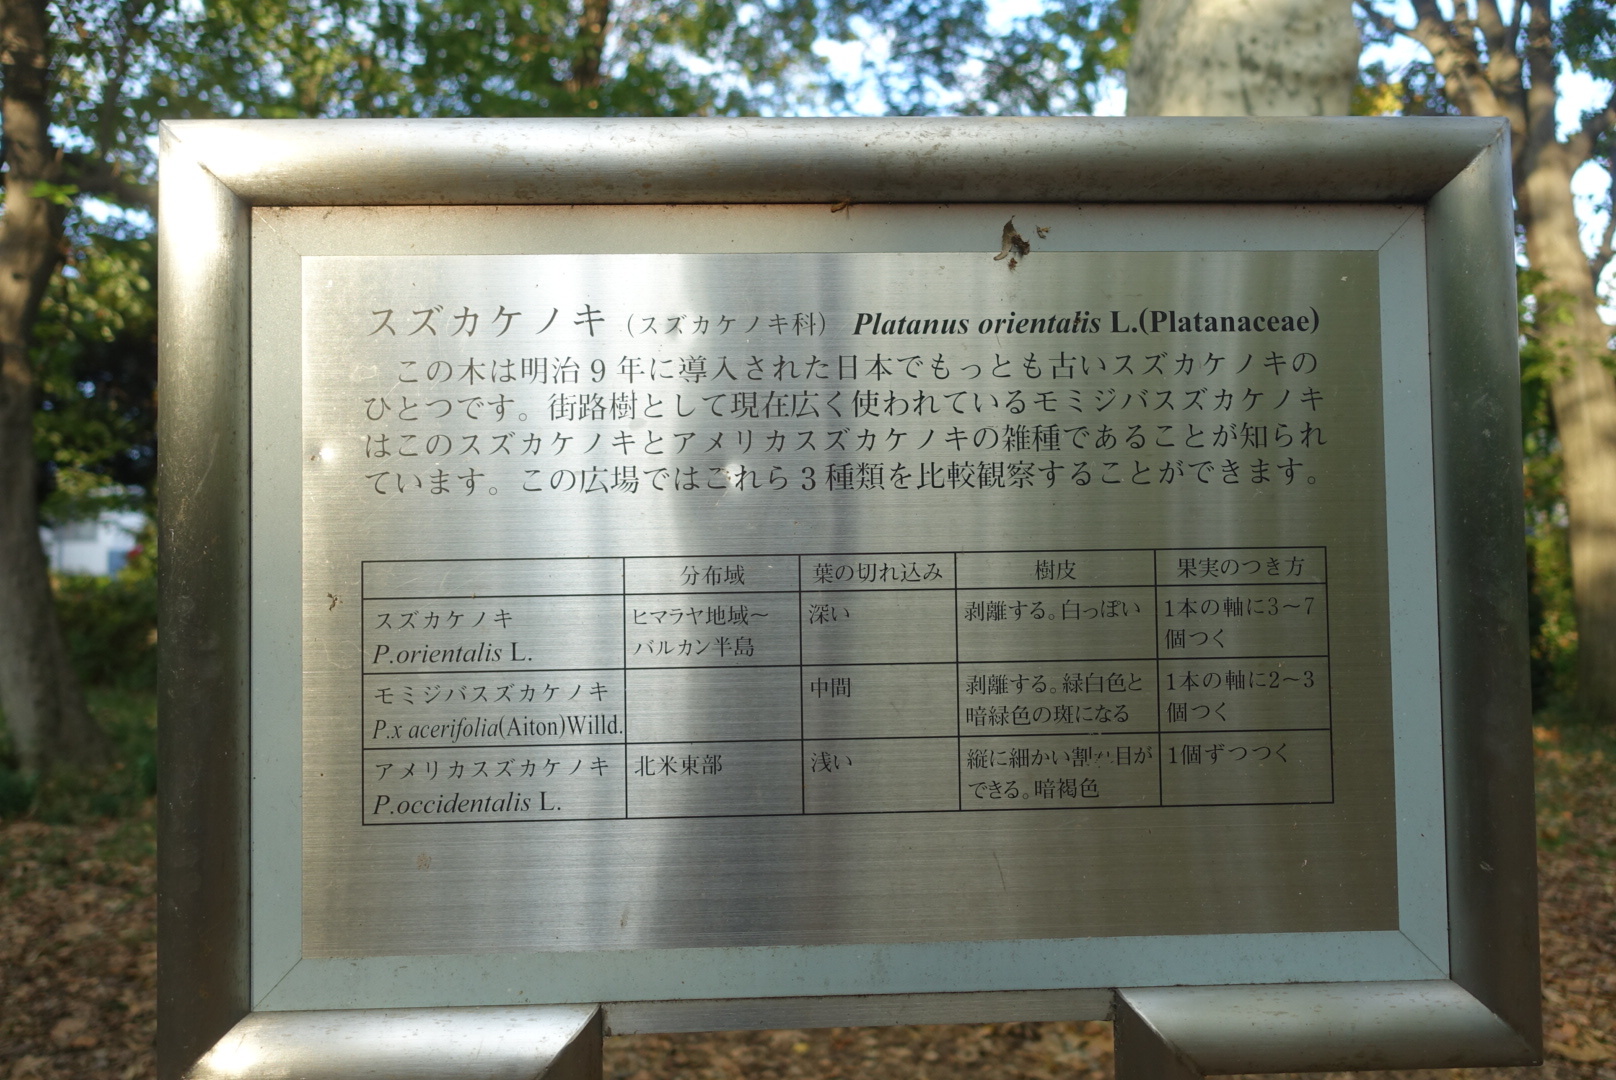 スズカケノキ（スズカケノキ科） Platanus orientalis L.(Platanaceae)
この木は明治9年に導入された日本でもっとも古いスズカケノキの
ひとつです。街路樹として現在広く使われているモミジバスズカケノキ
はこのスズカケノキとアメリカスズカケノキの雑種であることが知られ
ています。この広場ではこれら3種類を比較観察することができます。
分布域 葉の切れ込み 樹皮 果実のつき方
スズカケノキ ヒマラヤ地域〜 深い 剥離する。白っぽい 1本の軸に3〜7
P.orientalis L. バルカン半島 個つく
モミジバスズカケノキ 中間 剥離する。緑白色と 1本の軸に2〜3
P.x acerifolia(Aiton)Willd. 暗緑色の斑になる 個つく
アメリカスズカケノキ 北米東部 浅い 縦に細かい割れ目が 1個ずつつく
P.occidentalis L. できる。暗褐色